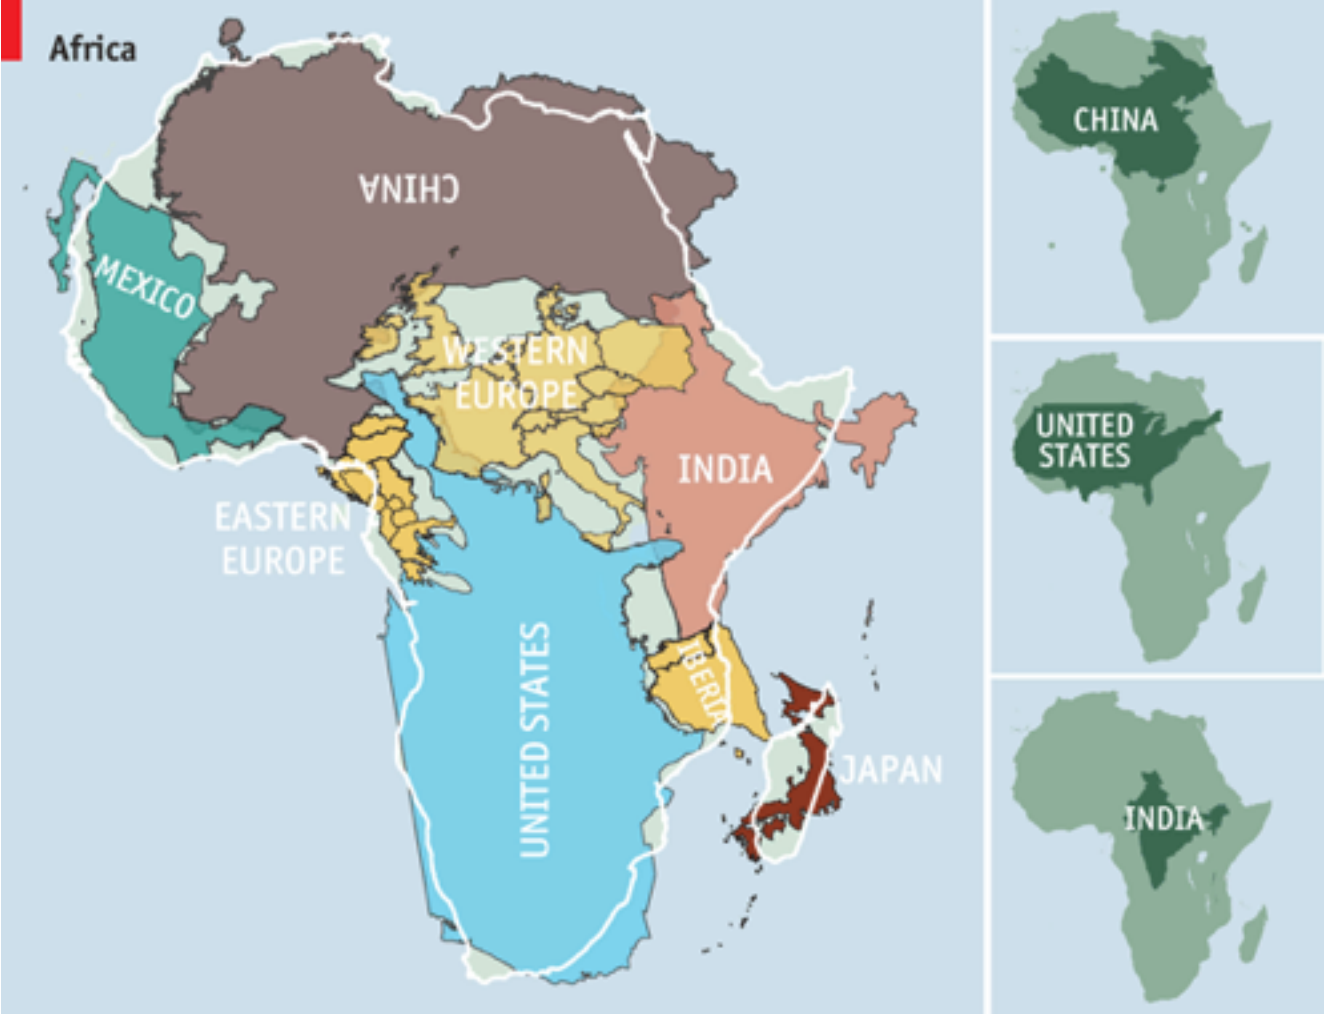 Africa
CHINA
MEXICO
WESTERN
EUROPE
INDIA
EASTERN
EUROPE
UNITED STATES
IBERIA
JAPAN
CHINA
UNITED
STATES
INDIA